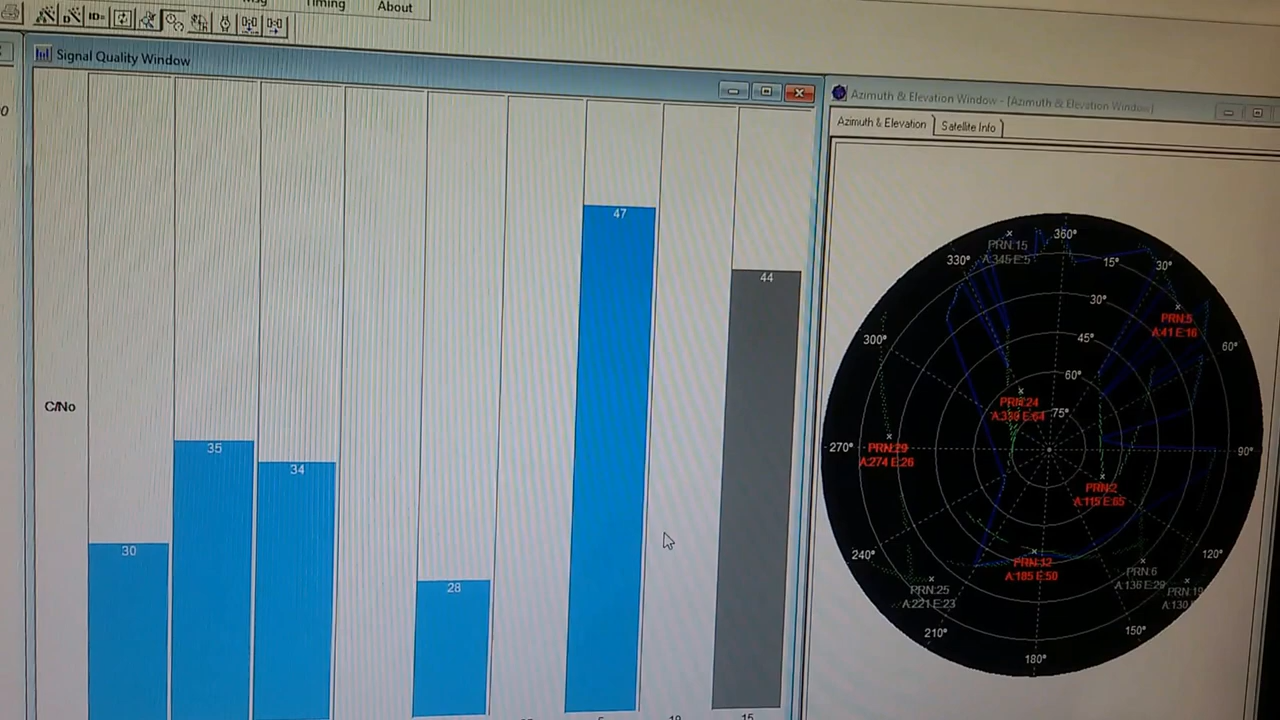 Timing
About
ID=
Signal Quality Window
Azimuth & Elevation Window - [Azimuth & Elevation Window]
Azimuth & Elevation
Satellite Info
47
44
C/No
35
34
30
28
5
15
360°
PRN:15
A:345 E:5
330°
15°
30°
30°
PRN:5
A:41 E:16
300°
45°
60°
60°
PRN:24
75°
270°
PRN:29
A:274 E:26
90°
PRN:2
A:115 E:65
240°
PRN:12
A:185 E:50
PRN:6
120°
PRN:25
A:221 E:23
210°
150°
180°